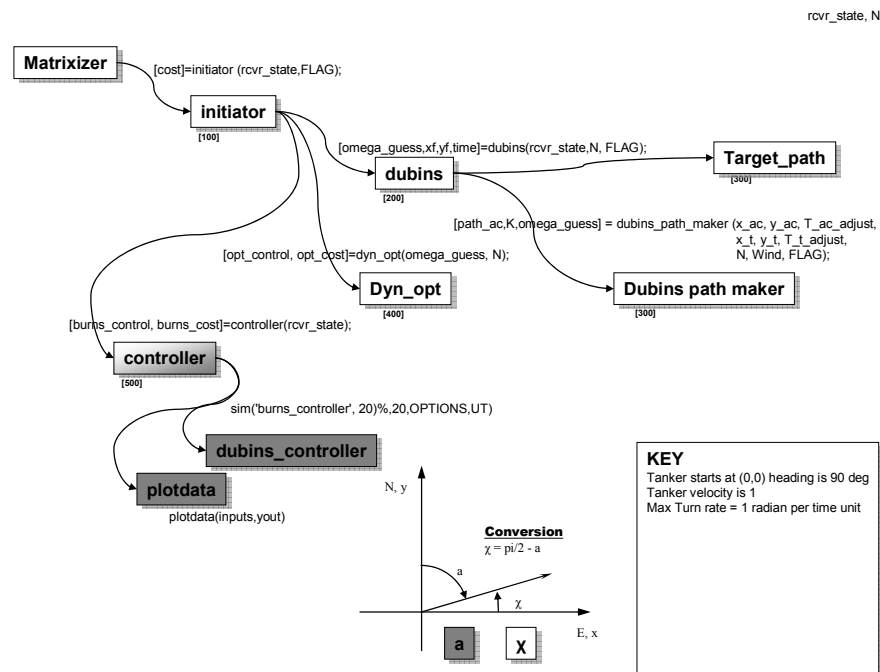 rcvr_state, N
Matrixizer
[cost]=initiator (rcvr_state,FLAG);
initiator
[100]
[omega_guess,xf,yf,time]=dubins(rcvr_state,N, FLAG);
Target_path
[300]
dubins
[200]
[path_ac,K,omega_guess] = dubins_path_maker (x_ac, y_ac, T_ac_adjust,
x_t, y_t, T_t_adjust,
N, Wind, FLAG);
[opt_control, opt_cost]=dyn_opt(omega_guess, N);
Dyn_opt
[400]
Dubins path maker
[300]
[burns_control, burns_cost]=controller(rcvr_state);
controller
[500]
sim('burns_controller', 20)%,20,OPTIONS,UT)
dubins_controller
plotdata
plotdata(inputs,yout)
N, y
Conversion
χ = pi/2 - a
a
χ
E, x
a
χ
KEY
Tanker starts at (0,0) heading is 90 deg
Tanker velocity is 1
Max Turn rate = 1 radian per time unit